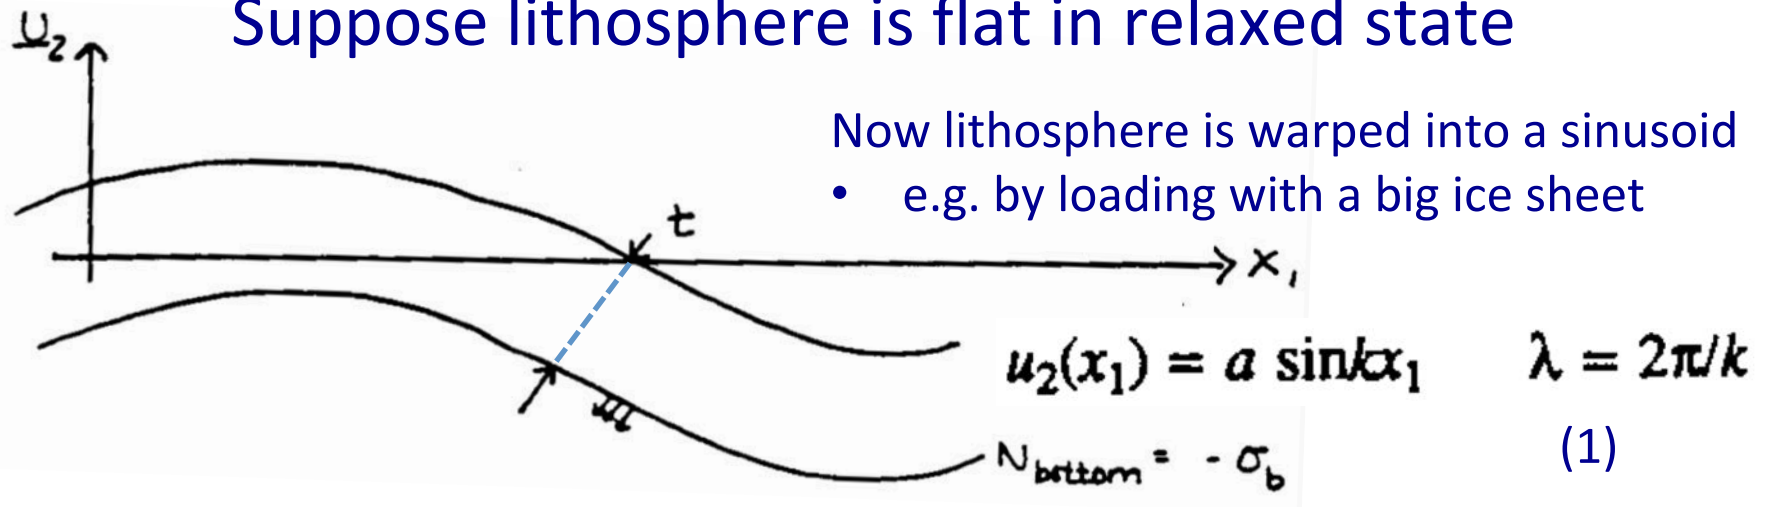 Suppose lithosphere is flat in relaxed state
u₂
Now lithosphere is warped into a sinusoid
• e.g. by loading with a big ice sheet
t
x₁
u₂(x₁) = a sinkx₁ λ = 2π/k
(1)
N bottom = - σ_b